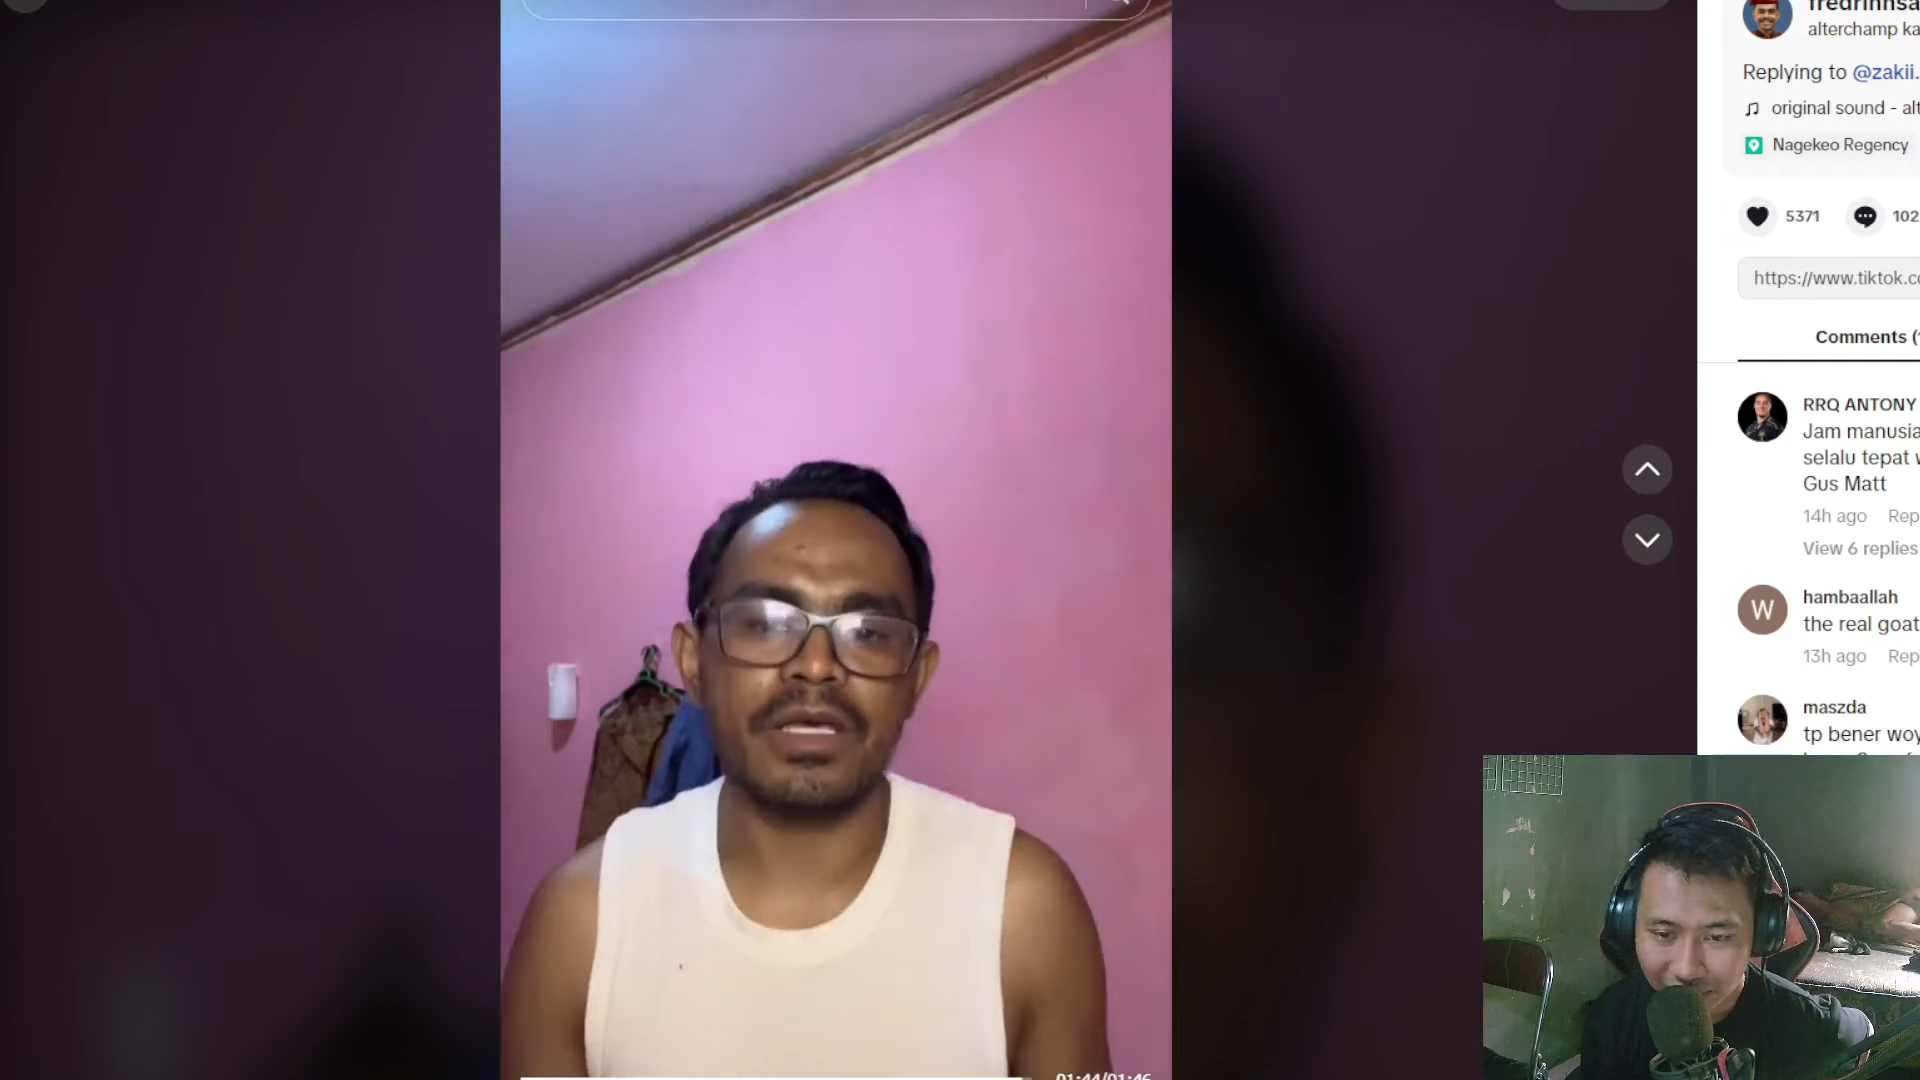 alterchamp ka
Replying to @zakii.
original sound - alt
Nagekeo Regency
5371
102
https://www.tiktok.co
Comments (
RRQ ANTONY
Jam manusia
selalu tepat w
Gus Matt
14h ago Rep
View 6 replies
W
hambaallah
the real goat
13h ago Rep
maszda
tp bener woy
01:44/01:46